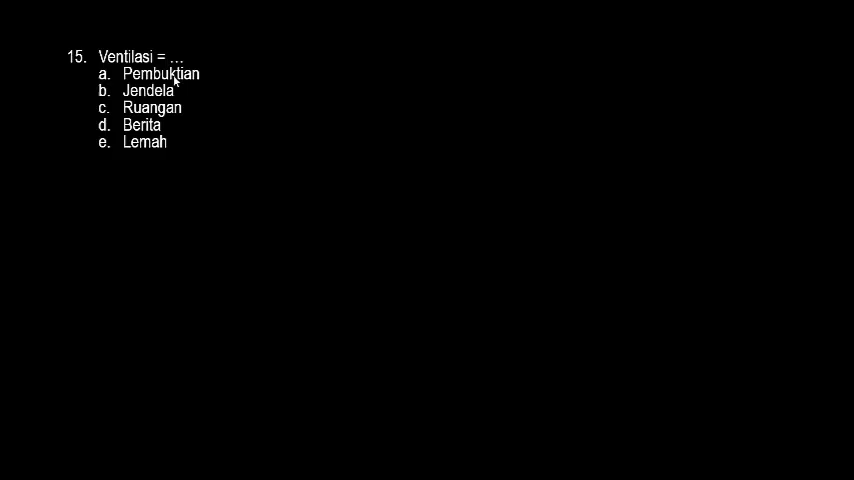 15. Ventilasi = ...
a. Pembuktian
b. Jendela
c. Ruangan
d. Berita
e. Lemah